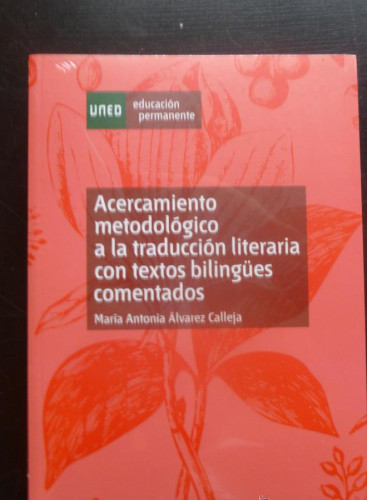 UNED
educación
permanente
Acercamiento
metodológico
a la traducción literaria
con textos bilingües
comentados
María Antonia Álvarez Calleja